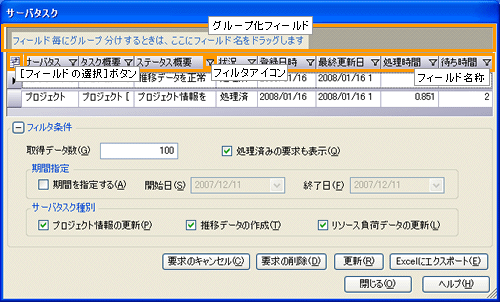 サーバタスク
グループ化フィールド
フィールド毎にグループ分けするときは、ここにフィールド名をドラッグします
サーバタス タスク概要 ステータス概要 状況 登録日時 最終更新日 処理時間 待ち時間
[フィールドの選択]ボタン 推移データを正常 フィルタアイコン 2008/01/16 1 フィールド名称
プロジェクト プロジェクト [ プロジェクト情報を 処理済 2008/01/16 2008/01/16 1 0.851 2
フィルタ条件
取得データ数(G) 100 処理済みの要求も表示(Q)
期間指定
期間を指定する(A) 開始日(S) 2007/12/11 終了日(F) 2007/12/11
サーバタスク種別
プロジェクト情報の更新(P) 推移データの作成(T) リソース負荷データの更新(L)
要求のキャンセル(C) 要求の削除(D) 更新(R) Excelにエクスポート(E)
閉じる(O) ヘルプ(H)